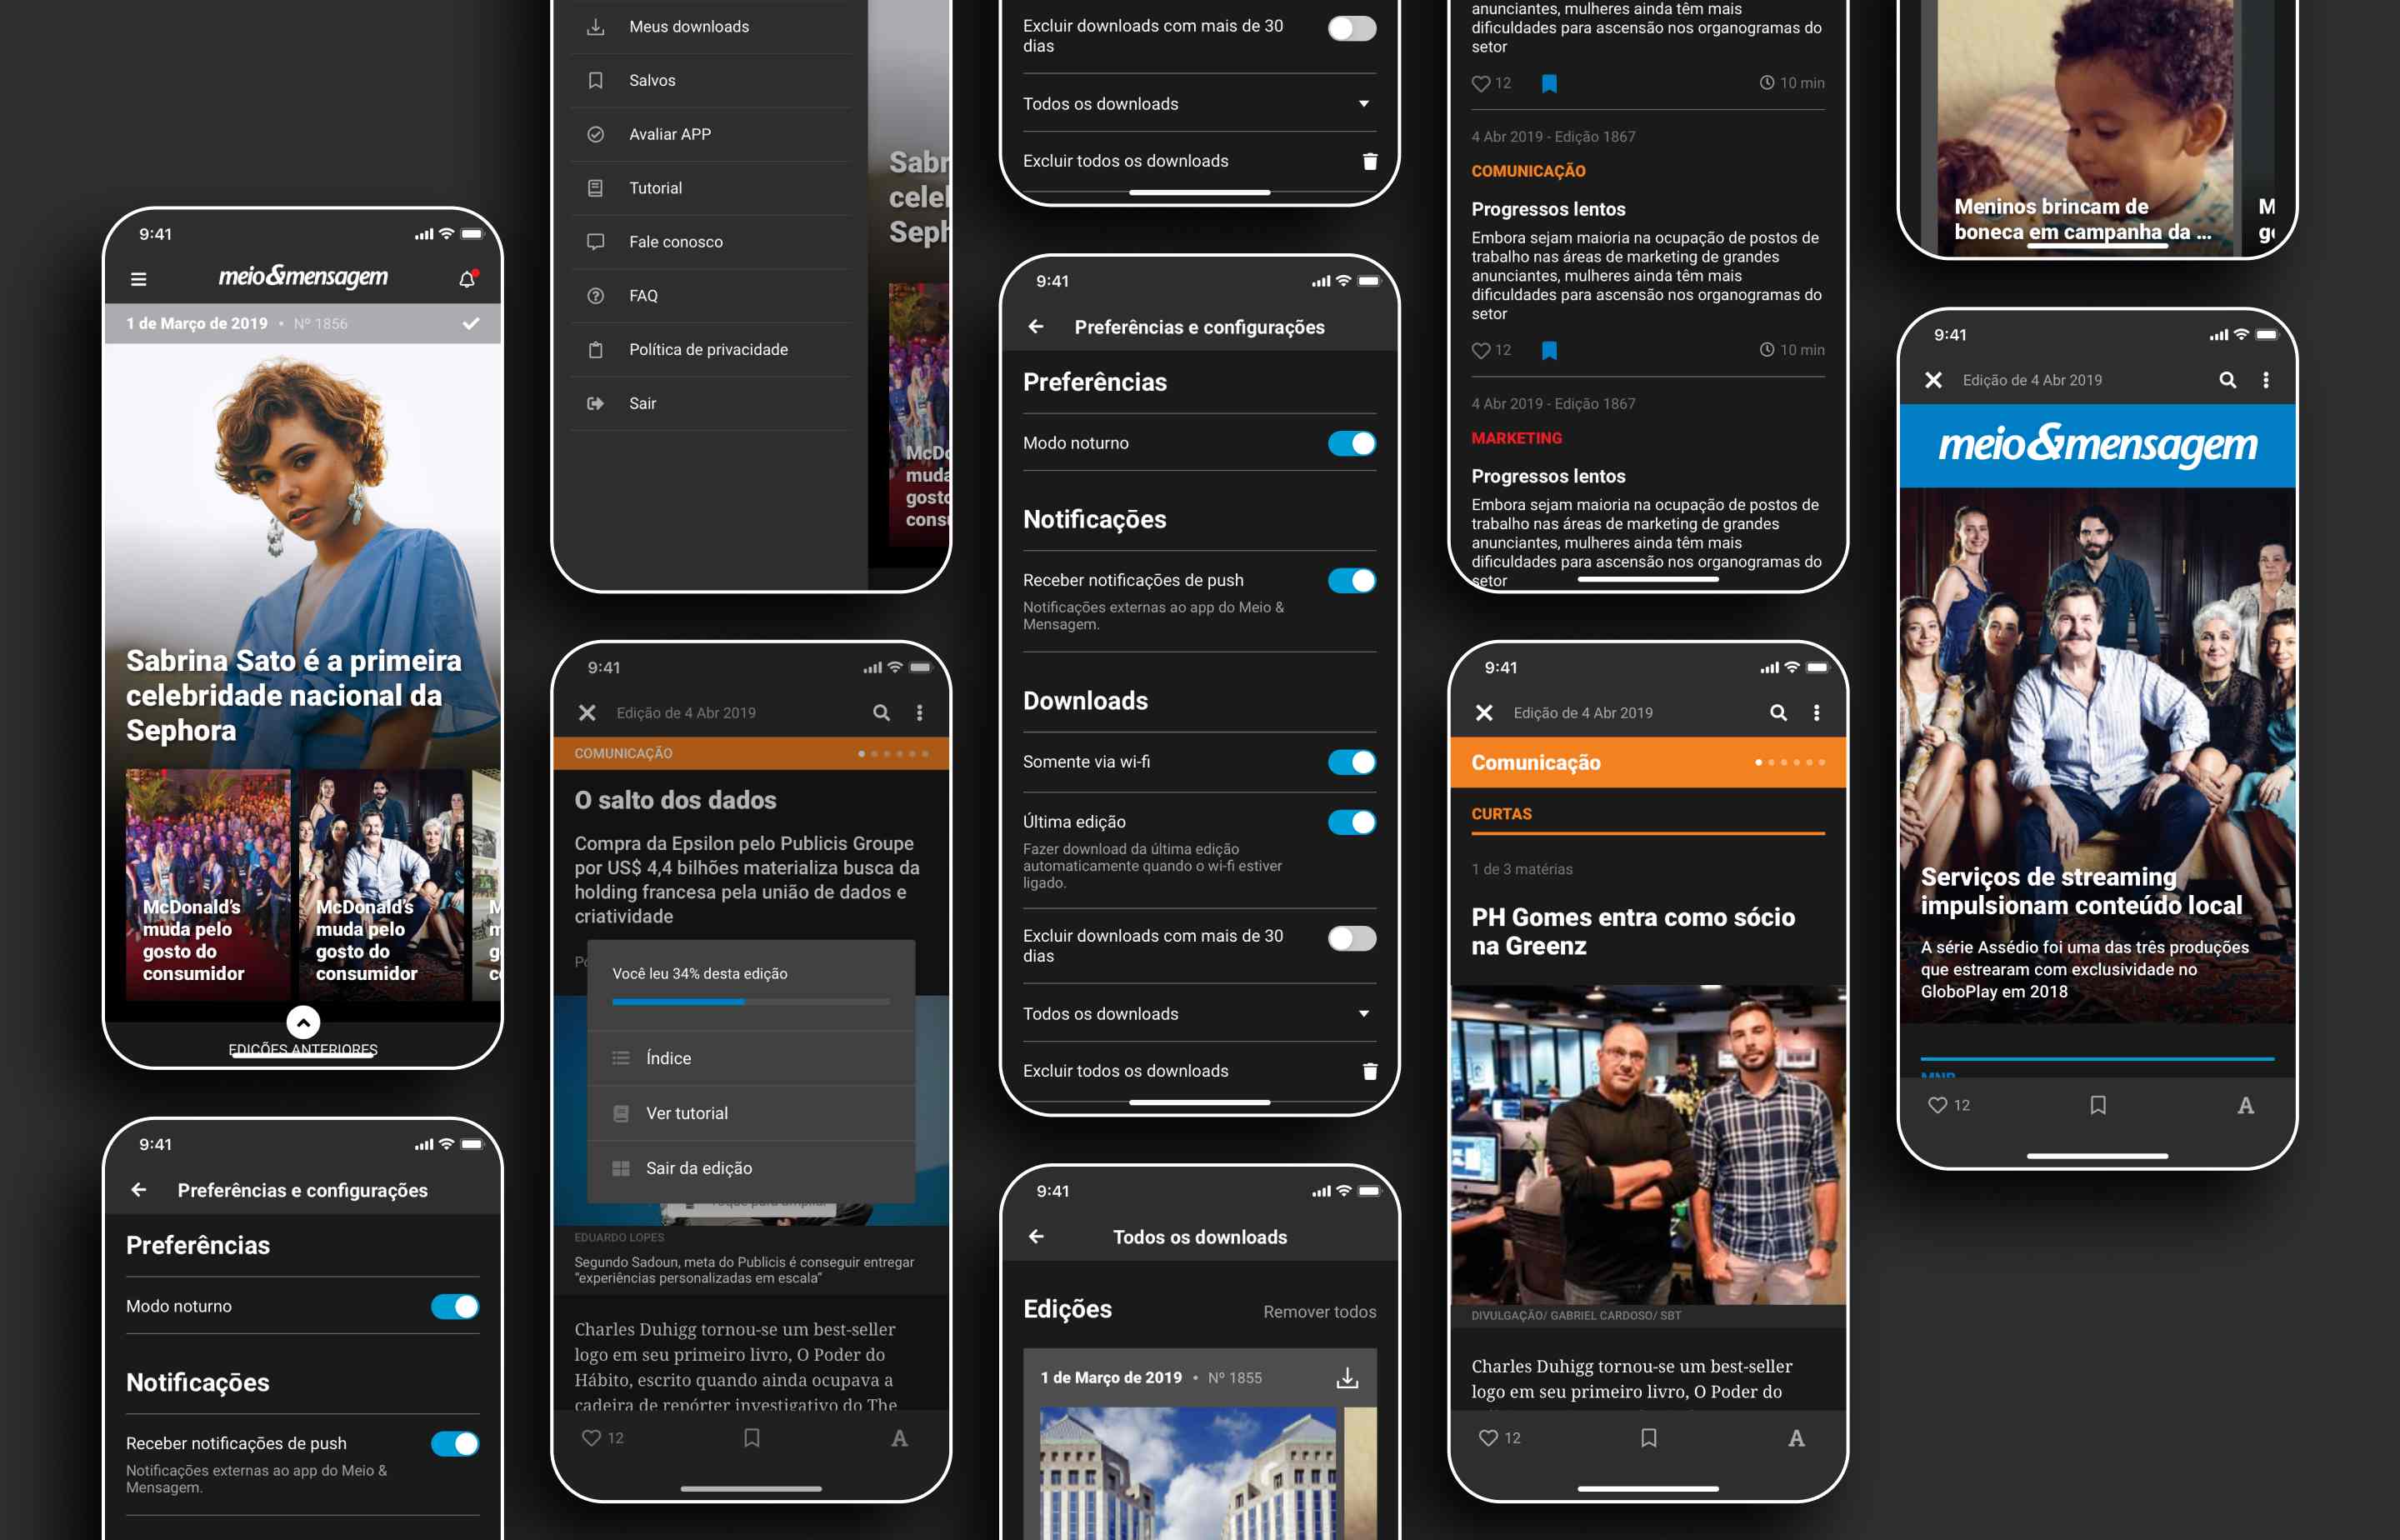 9:41
meio&mensagem
1 de Março de 2019 • Nº 1856
Sabrina Sato é a primeira
celebridade nacional da
Sephora
McDonald's
muda pelo
gosto do
consumidor
McDonald's
muda pelo
gosto do
consumidor
M
m
g
c
EDIÇÕES ANTERIORES
9:41
Preferências e configurações
Preferências
Modo noturno
Notificações
Receber notificações de push
Notificações externas ao app do Meio &
Mensagem.
Meus downloads
Salvos
Avaliar APP
Tutorial
Fale conosco
FAQ
Política de privacidade
Sair
Sabr
celel
Seph
McDo
muda
gosto
consu
9:41
Edição de 4 Abr 2019
COMUNICAÇÃO
O salto dos dados
Compra da Epsilon pelo Publicis Groupe
por US$ 4,4 bilhões materializa busca da
holding francesa pela união de dados e
criatividade
Po
Você leu 34% desta edição
Índice
Ver tutorial
Sair da edição
Toque para ampliar
EDUARDO LOPES
Segundo Sadoun, meta do Publicis é conseguir entregar
"experiências personalizadas em escala"
Charles Duhigg tornou-se um best-seller
logo em seu primeiro livro, O Poder do
Hábito, escrito quando ainda ocupava a
cadeira de repórter investigativo do The
12
A
Excluir downloads com mais de 30
dias
Todos os downloads
Excluir todos os downloads
9:41
Preferências e configurações
Preferências
Modo noturno
Notificações
Receber notificações de push
Notificações externas ao app do Meio &
Mensagem.
Downloads
Somente via wi-fi
Última edição
Fazer download da última edição
automaticamente quando o wi-fi estiver
ligado.
Excluir downloads com mais de 30
dias
Todos os downloads
Excluir todos os downloads
9:41
Todos os downloads
Edições
Remover todos
1 de Março de 2019 • Nº 1855
anunciantes, mulheres ainda têm mais
dificuldades para ascensão nos organogramas do
setor
12
10 min
4 Abr 2019 - Edição 1867
COMUNICAÇÃO
Progressos lentos
Embora sejam maioria na ocupação de postos de
trabalho nas áreas de marketing de grandes
anunciantes, mulheres ainda têm mais
dificuldades para ascensão nos organogramas do
setor
12
10 min
4 Abr 2019 - Edição 1867
MARKETING
Progressos lentos
Embora sejam maioria na ocupação de postos de
trabalho nas áreas de marketing de grandes
anunciantes, mulheres ainda têm mais
dificuldades para ascensão nos organogramas do
setor
9:41
Edição de 4 Abr 2019
Comunicação
CURTAS
1 de 3 matérias
PH Gomes entra como sócio
na Greenz
DIVULGAÇÃO/ GABRIEL CARDOSO/ SBT
Charles Duhigg tornou-se um best-seller
logo em seu primeiro livro, O Poder do
12
A
Meninos brincam de
boneca em campanha da ...
M
ge
9:41
Edição de 4 Abr 2019
meio&mensagem
Serviços de streaming
impulsionam conteúdo local
A série Assédio foi uma das três produções
que estrearam com exclusividade no
GloboPlay em 2018
12
A